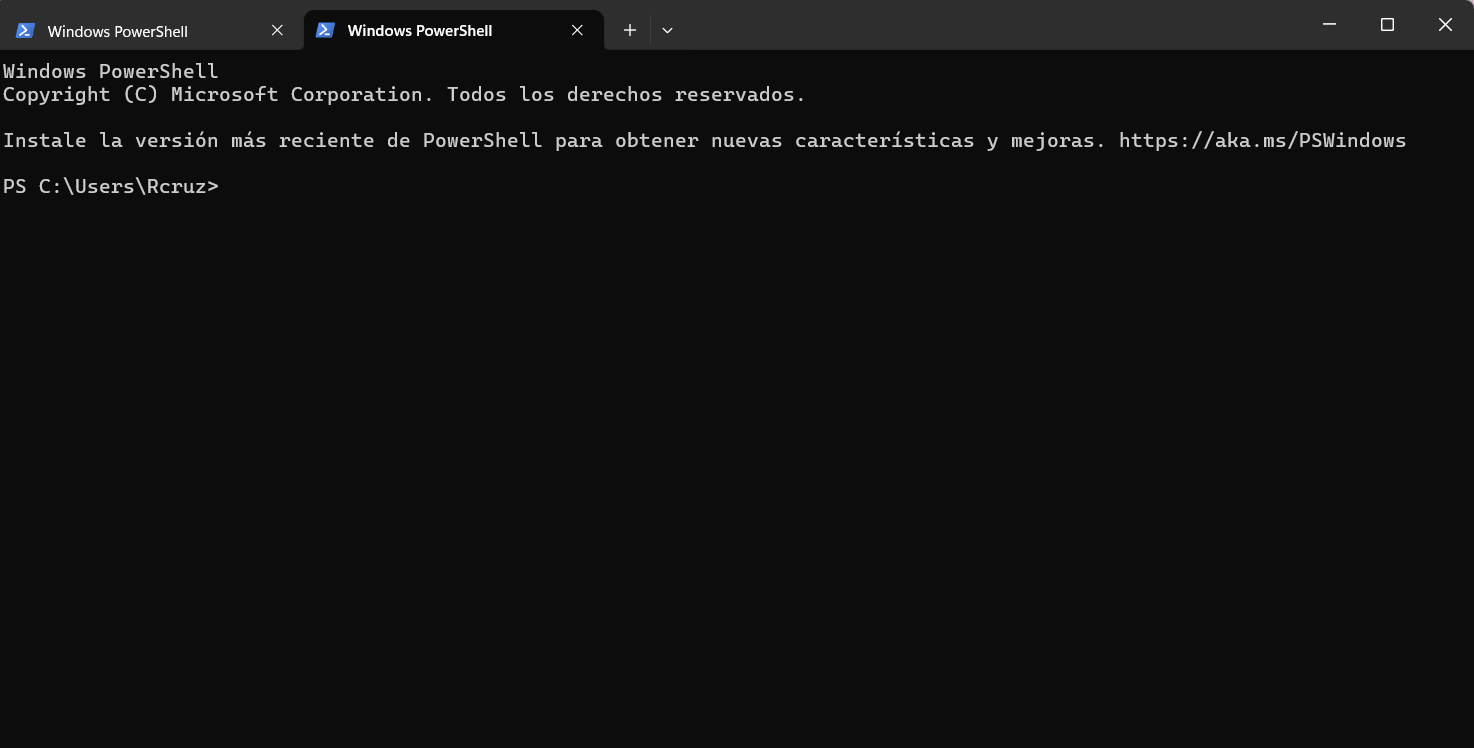 Windows PowerShell
Windows PowerShell
Windows PowerShell
Copyright (C) Microsoft Corporation. Todos los derechos reservados.
Instale la versión más reciente de PowerShell para obtener nuevas características y mejoras. https://aka.ms/PSWindows
PS C:\Users\Rcruz>